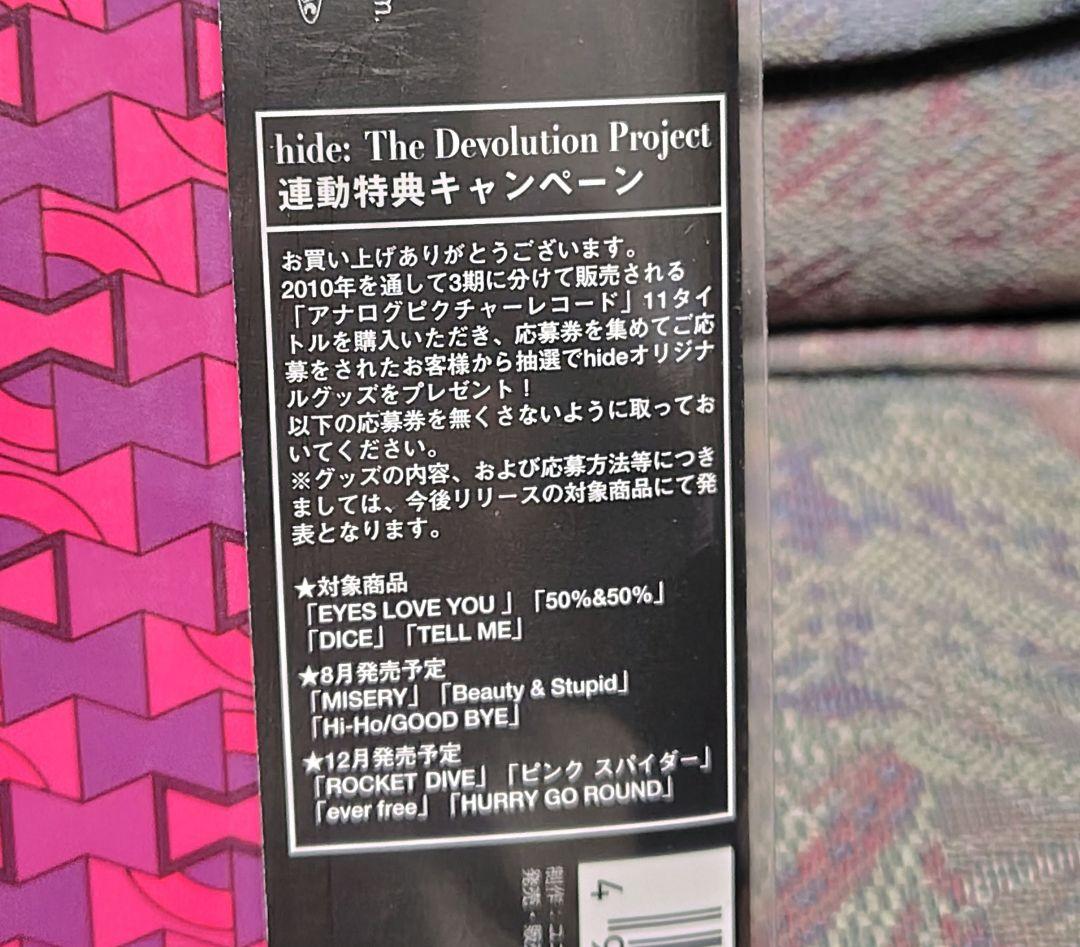 m.
hide: The Devolution Project
連動特典キャンペーン
お買い上げありがとうございます。
2010年を通して3期に分けて販売される
「アナログピクチャーレコード」11タイ
トルを購入いただき、応募券を集めてご応
募をされたお客様から抽選でhideオリジナ
ルグッズをプレゼント!
以下の応募券を無くさないように取ってお
いてください。
※グッズの内容、および応募方法等につき
ましては、今後リリースの対象商品にて発
表となります。
★対象商品
「EYES LOVE YOU 」「50%&50%」
「DICE」「TELL ME」
★8月発売予定
「MISERY」「Beauty & Stupid」
「Hi-Ho/GOOD BYE」
★12月発売予定
「ROCKET DIVE」「ピンク スパイダー」
「ever free」「HURRY GO ROUND」
制作:ユ
発売・販
4